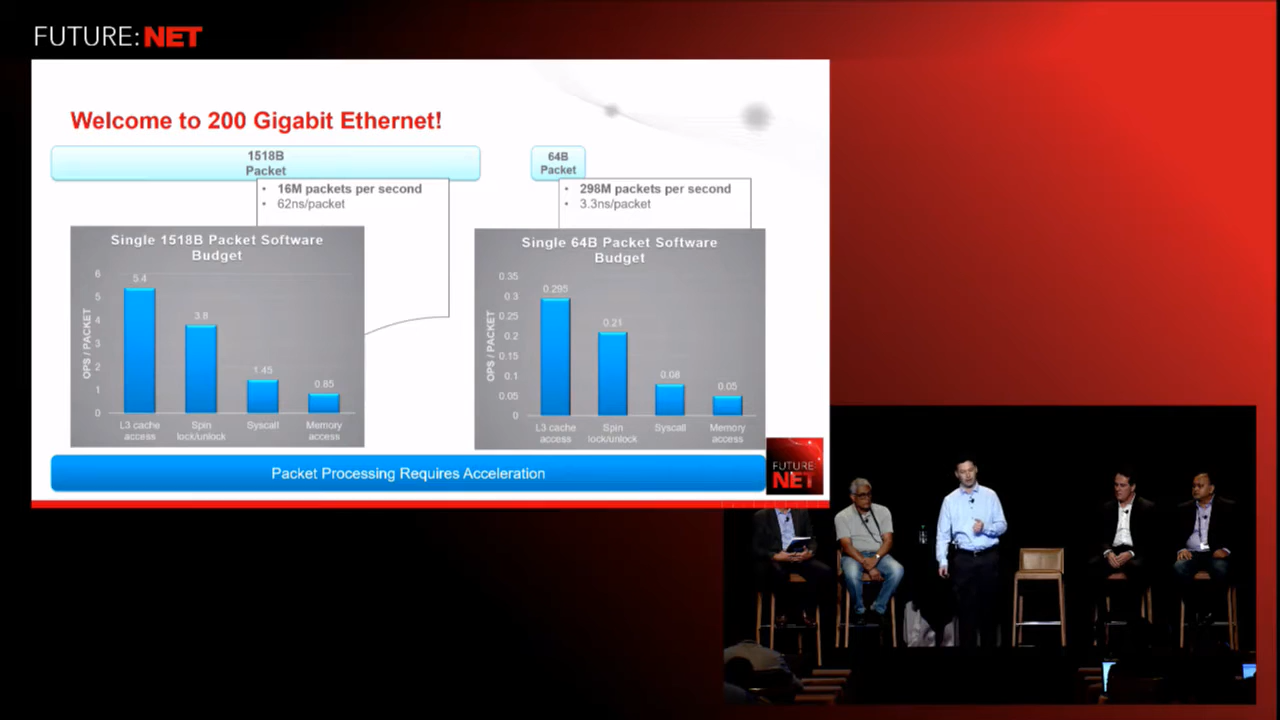 FUTURE:NET
Welcome to 200 Gigabit Ethernet!
1518B
Packet
• 16M packets per second
• 62ns/packet
Single 1518B Packet Software
Budget
OPS / PACKET
6
5
4
3
2
1
0
5.4
3.8
1.45
0.85
L3 cache
access
Spin
lock/unlock
Syscall
Memory
access
64B
Packet
• 298M packets per second
• 3.3ns/packet
Single 64B Packet Software
Budget
OPS / PACKET
0.35
0.3
0.25
0.2
0.15
0.1
0.05
0
0.295
0.21
0.08
0.05
L3 cache
access
Spin
lock/unlock
Syscall
Memory
access
Packet Processing Requires Acceleration
FUTURE:
NET